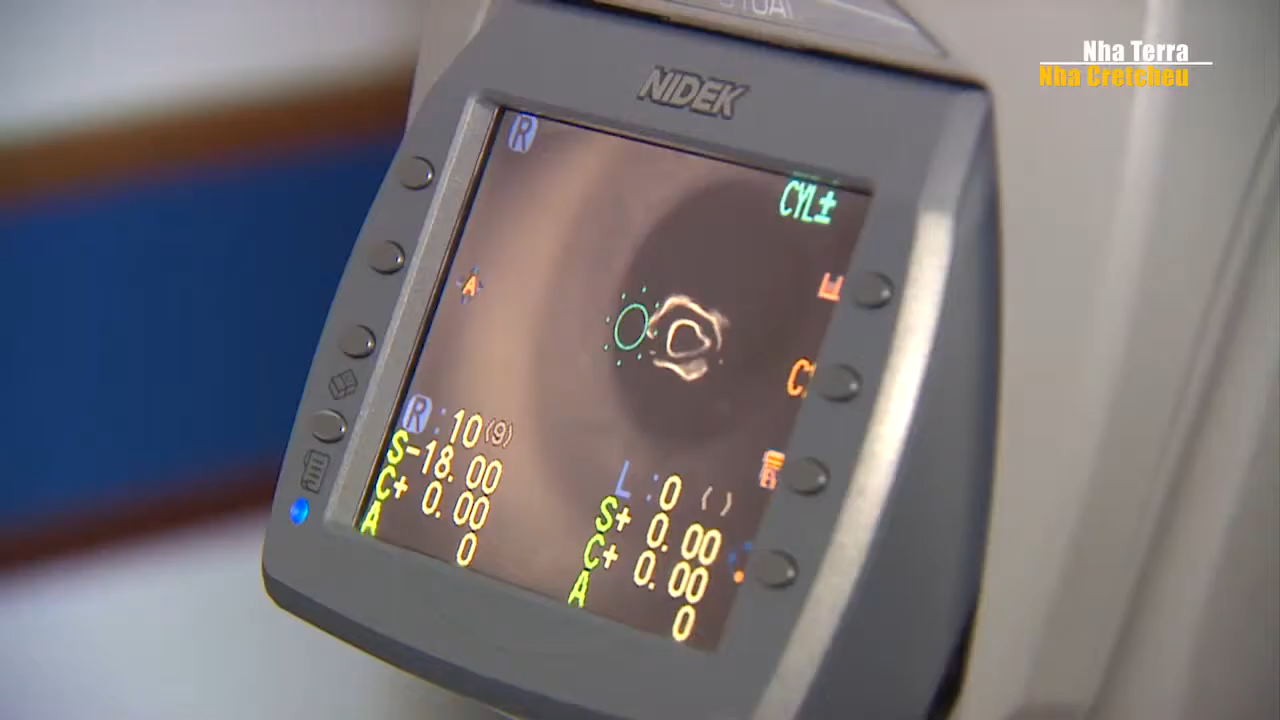 Nha Terra
Nha Cretcheu
NIDEK
R
CYL±
A
R : 10 (9)
S-18.00
C+ 0.00
A 0
L : 0 ( )
S+ 0.00
C+ 0.00
A 0